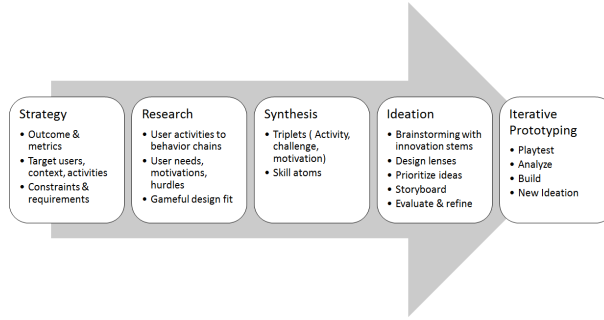 Strategy
• Outcome &
metrics
• Target users,
context, activities
• Constraints &
requirements
Research
• User activities to
behavior chains
• User needs,
motivations,
hurdles
• Gameful design fit
Synthesis
• Triplets ( Activity,
challenge,
motivation)
• Skill atoms
Ideation
• Brainstorming with
innovation stems
• Design lenses
• Prioritize ideas
• Storyboard
• Evaluate & refine
Iterative
Prototyping
• Playtest
• Analyze
• Build
• New Ideation